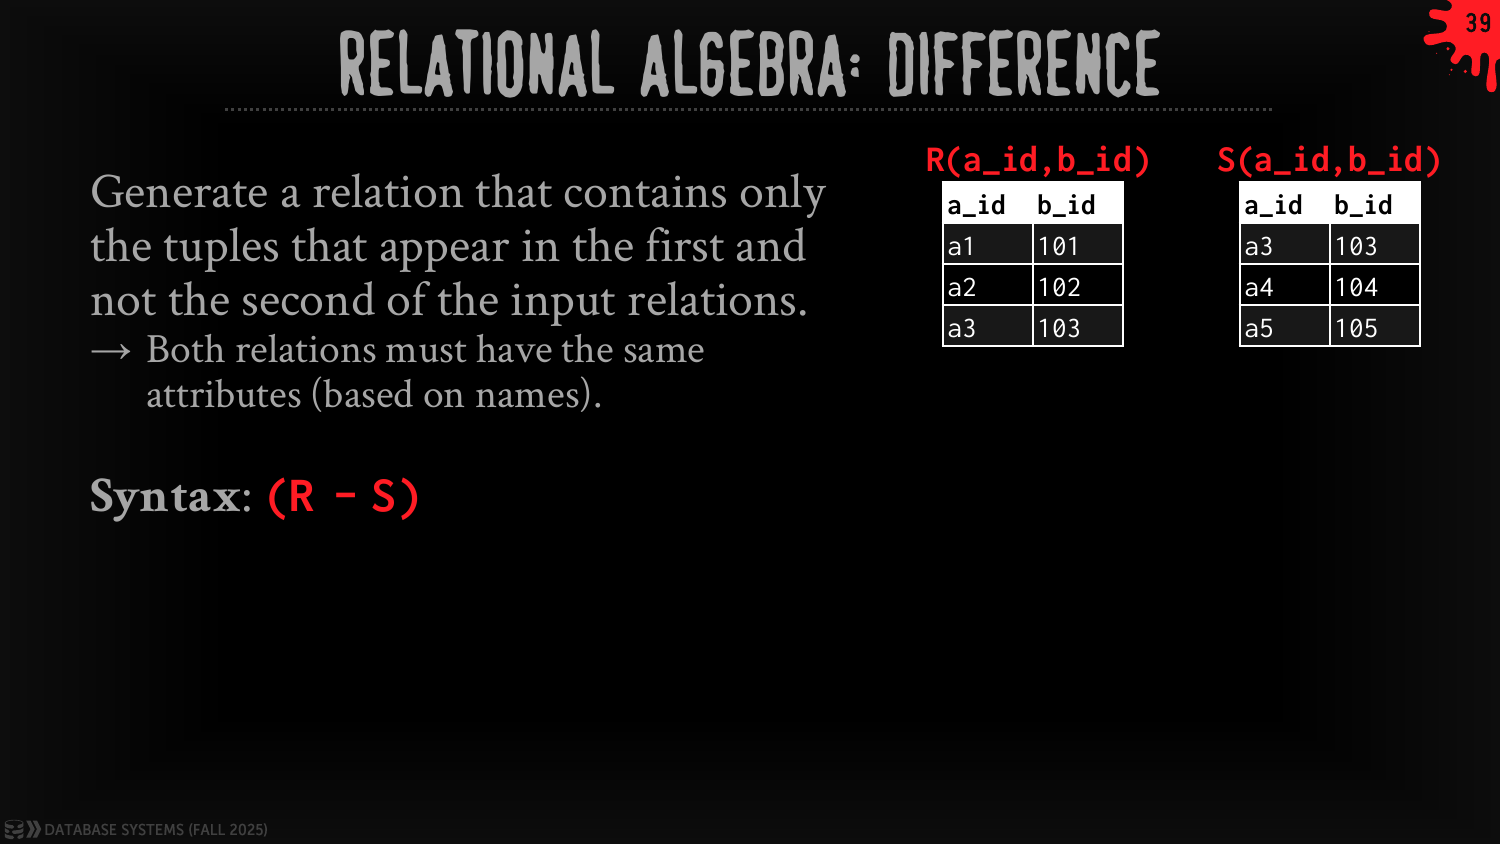 39
RELATIONAL ALGEBRA: DIFFERENCE
Generate a relation that contains only
the tuples that appear in the first and
not the second of the input relations.
→ Both relations must have the same
attributes (based on names).
Syntax: (R – S)
R(a_id,b_id)
a_id b_id
a1 101
a2 102
a3 103
S(a_id,b_id)
a_id b_id
a3 103
a4 104
a5 105
DATABASE SYSTEMS (FALL 2025)